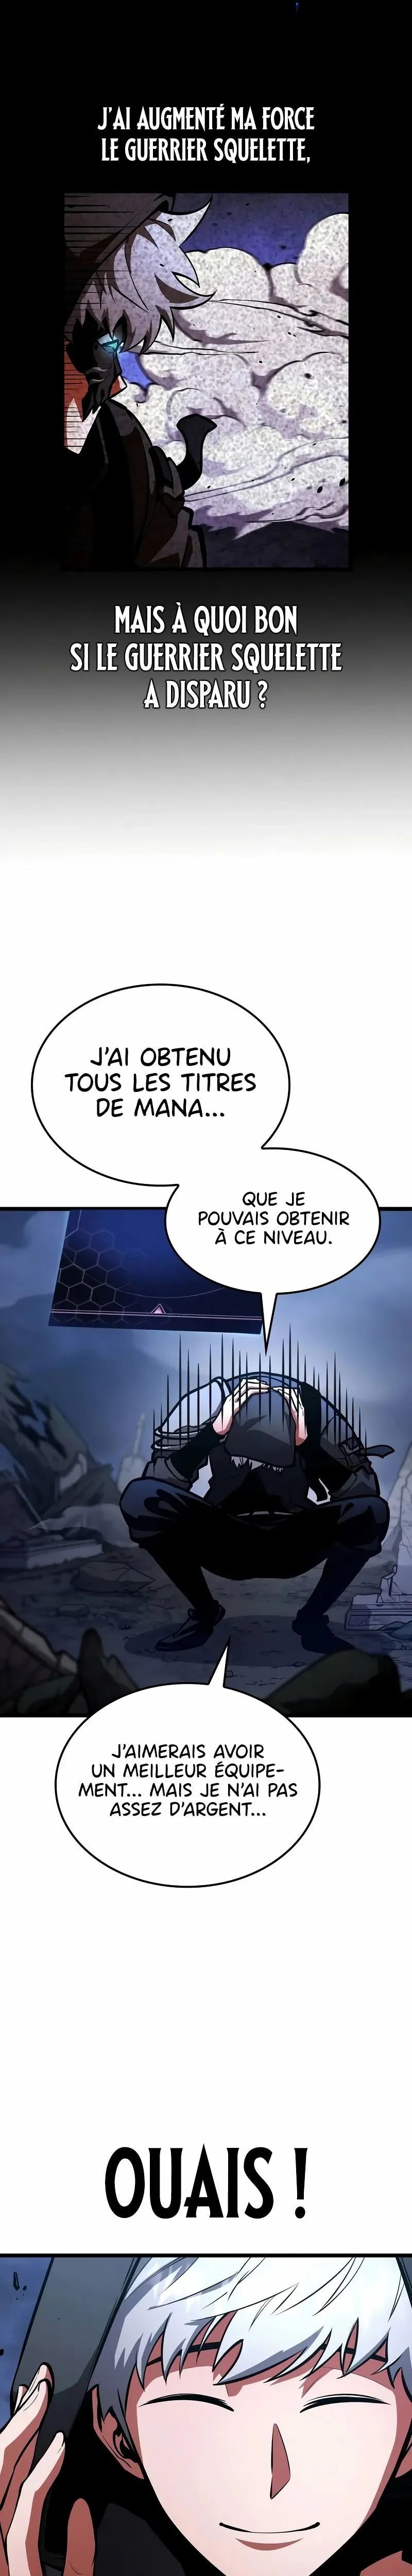 J'AI AUGMENTÉ MA FORCE
LE GUERRIER SQUELETTE,
MAIS À QUOI BON
SI LE GUERRIER SQUELETTE
A DISPARU ?
J'AI OBTENU
TOUS LES TITRES
DE MANA...
QUE JE
POUVAIS OBTENIR
À CE NIVEAU.
J'AIMERAIS AVOIR
UN MEILLEUR ÉQUIPE-
MENT... MAIS JE N'AI PAS
ASSEZ D'ARGENT...
OUAIS !